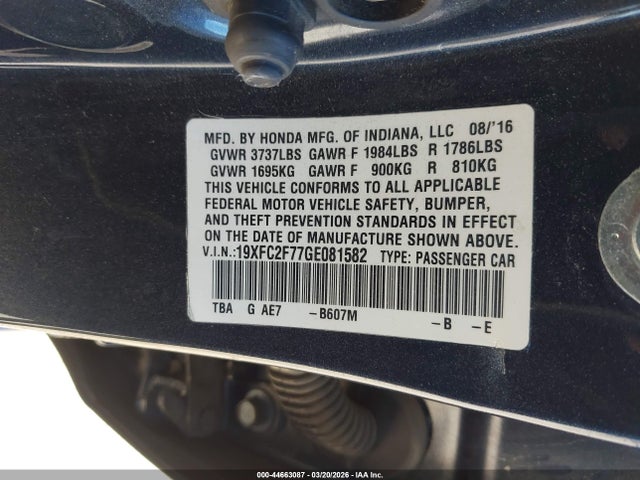 MFD. BY HONDA MFG. OF INDIANA, LLC 08/'16
GVWR 3737LBS GAWR F 1984LBS R 1786LBS
GVWR 1695KG GAWR F 900KG R 810KG
THIS VEHICLE CONFORMS TO ALL APPLICABLE
FEDERAL MOTOR VEHICLE SAFETY, BUMPER,
AND THEFT PREVENTION STANDARDS IN EFFECT
ON THE DATE OF MANUFACTURE SHOWN ABOVE.
V.I.N.:19XFC2F77GE081582 TYPE: PASSENGER CAR
TBA G AE7 –B607M –B –E
000-44663087 - 03/20/2026 - IAA Inc.